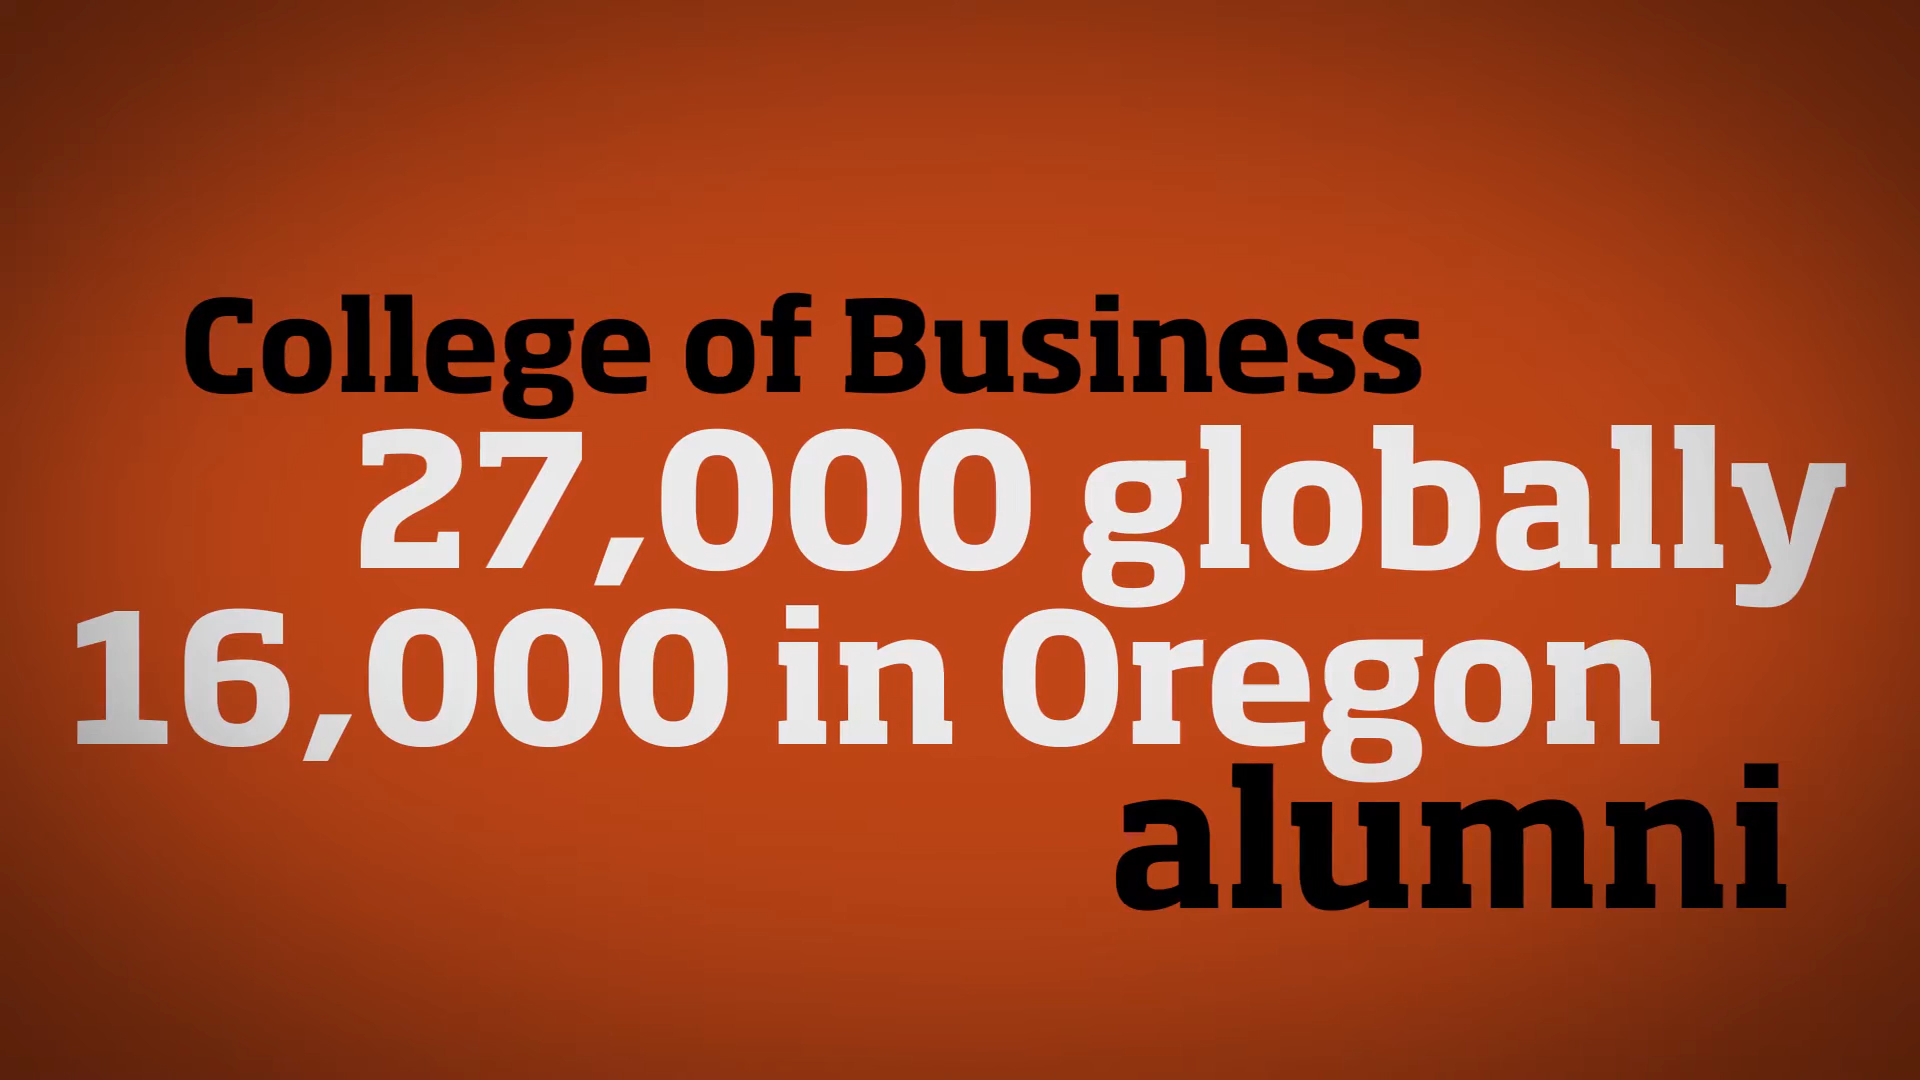 College of Business
27,000 globally
16,000 in Oregon
alumni